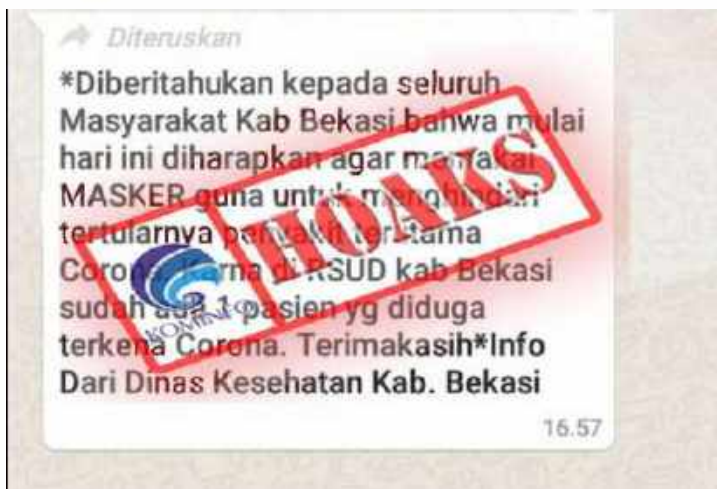 Diteruskan
*Diberitahukan kepada seluruh
Masyarakat Kab Bekasi bahwa mulai
hari ini diharapkan agar memakai
MASKER guna untuk menghindari
tertularnya penyakit terutama
Corona. Karna di RSUD kab Bekasi
sudah ada 1 pasien yg diduga
terkena Corona. Terimakasih*Info
Dari Dinas Kesehatan Kab. Bekasi
16.57
HOAKS
KOMINFO